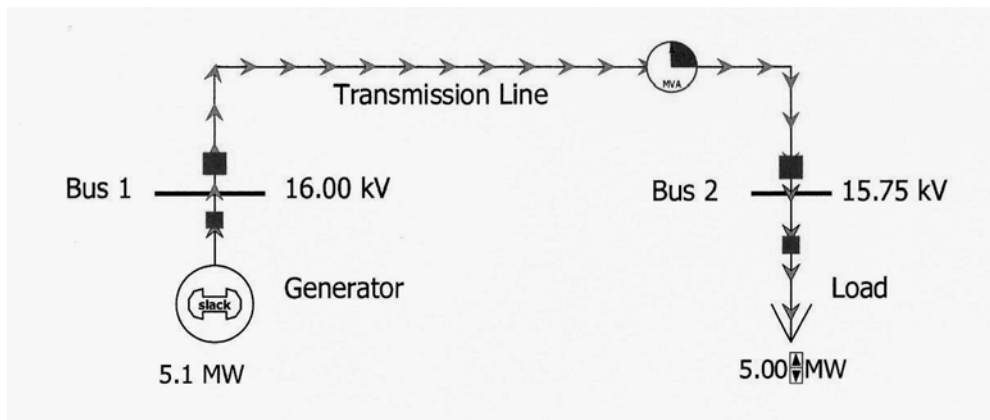 MVA
Transmission Line
Bus 1
16.00 kV
Bus 2
15.75 kV
slack
Generator
Load
5.1 MW
5.00 MW